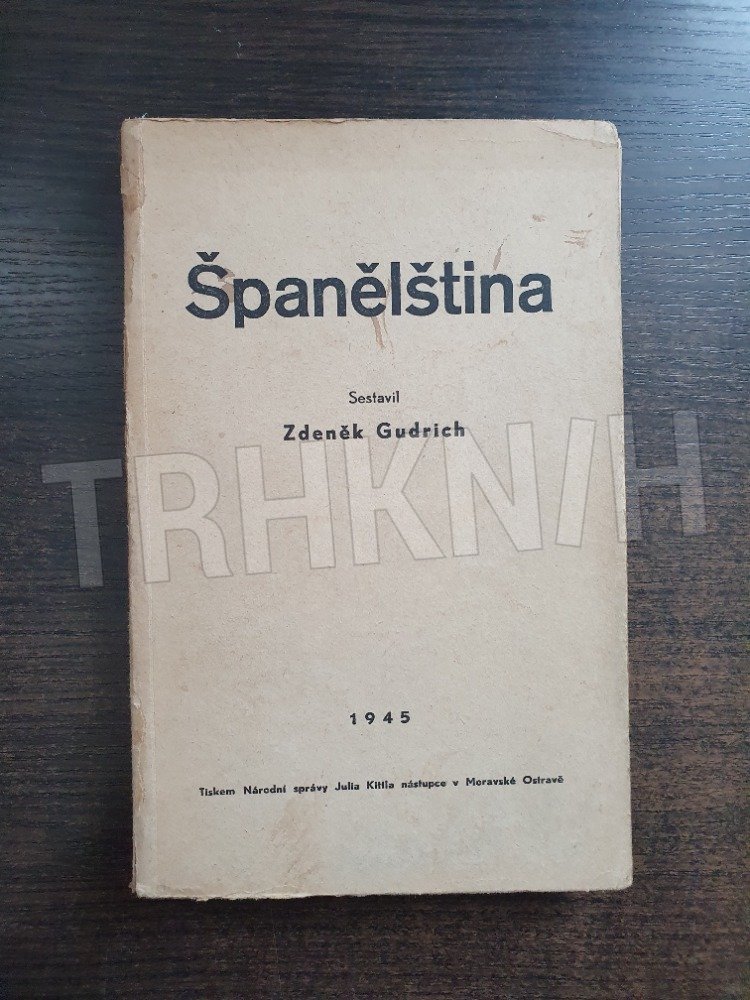 Španělština
Sestavil
Zdeněk Gudrich
TRHKNIH
1945
Tiskem Národní správy Julia Kittla nástupce v Moravské Ostravě